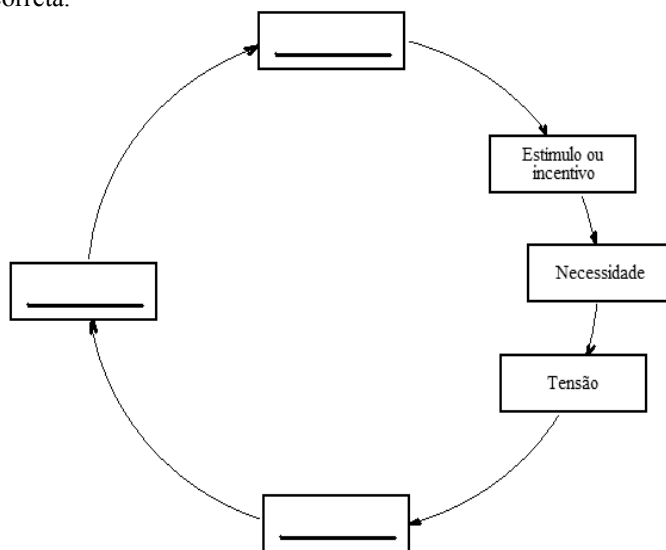 correta:
Estímulo ou
incentivo
Necessidade
Tensão